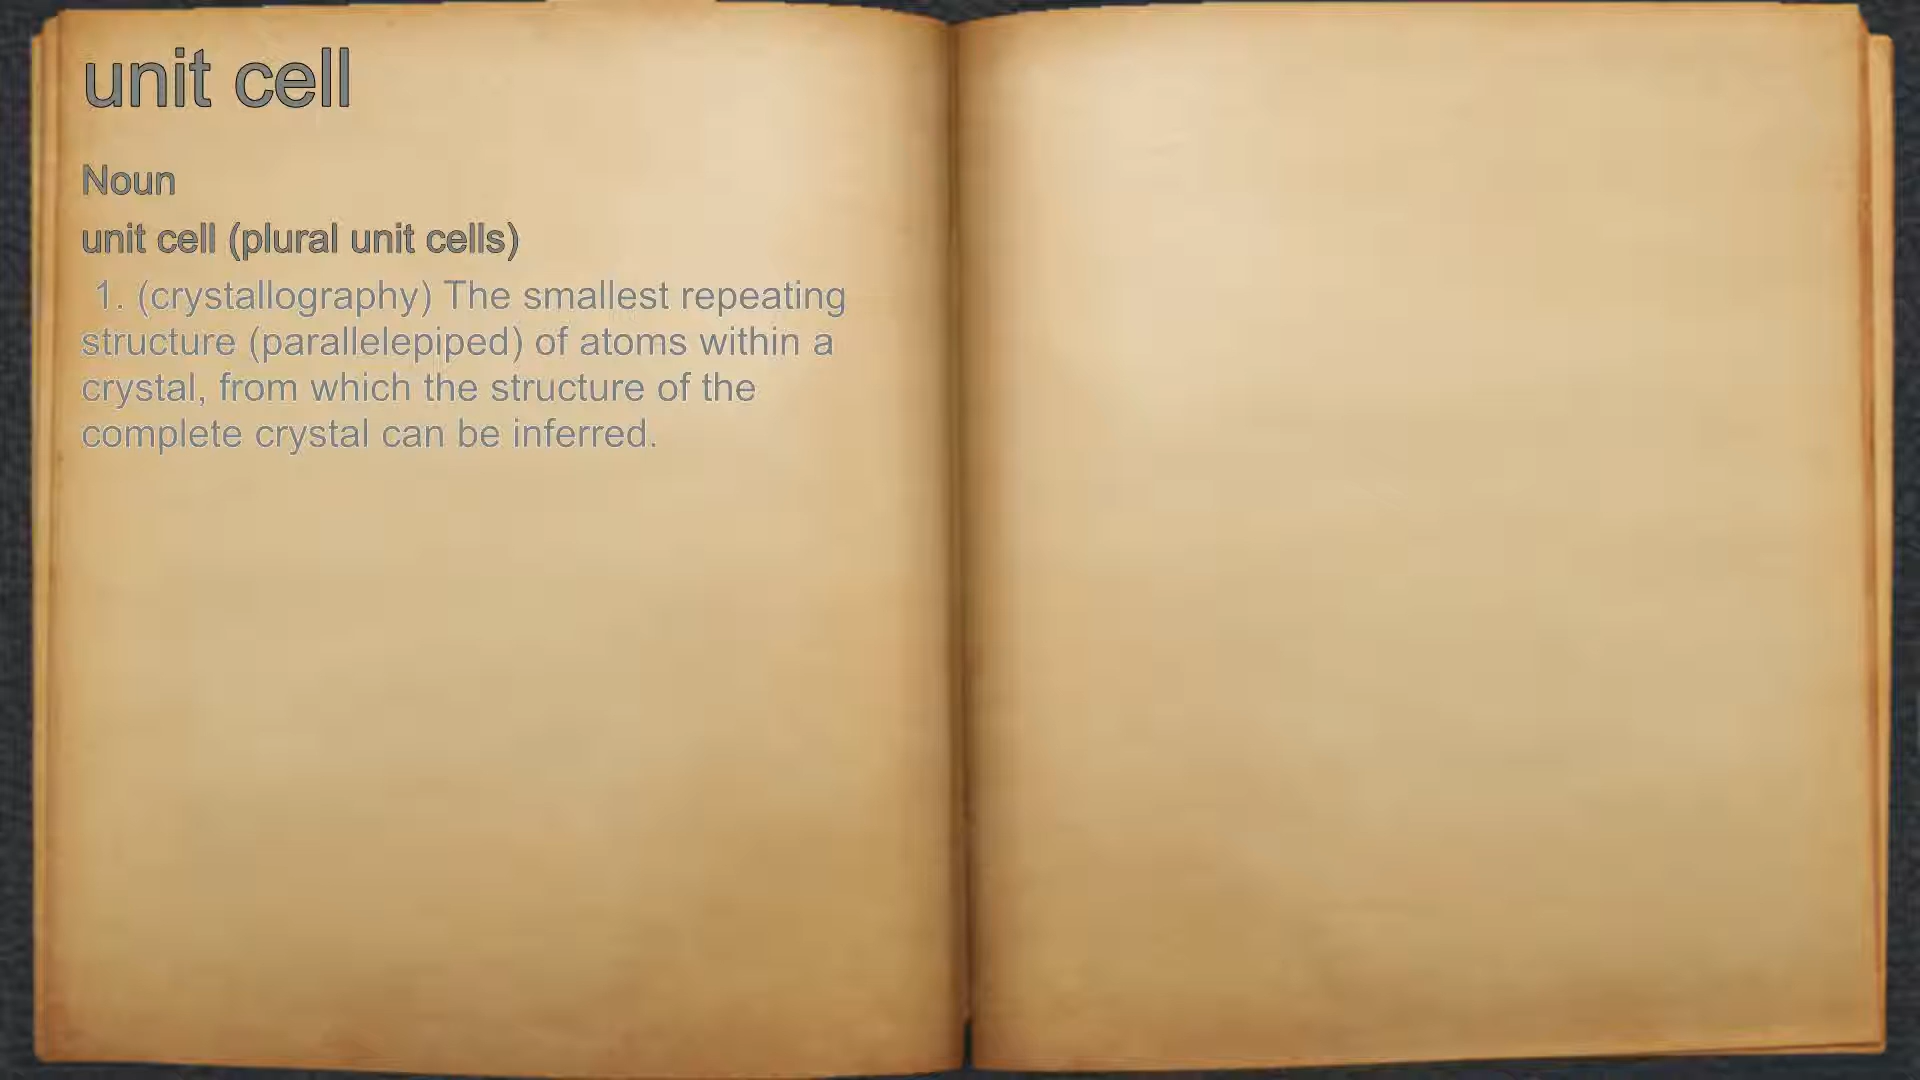 unit cell
Noun
unit cell (plural unit cells)
1. (crystallography) The smallest repeating
structure (parallelepiped) of atoms within a
crystal, from which the structure of the
complete crystal can be inferred.